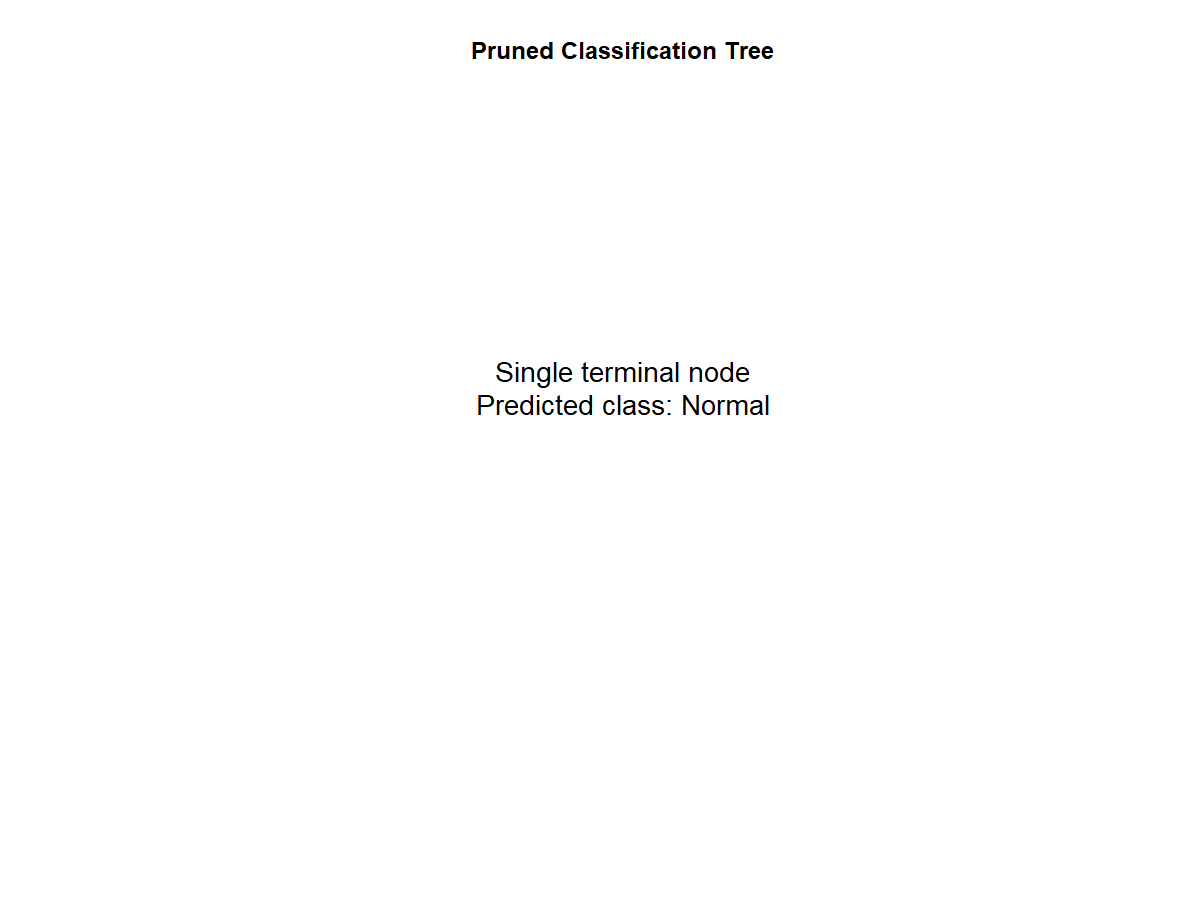 Pruned Classification Tree
Single terminal node
Predicted class: Normal